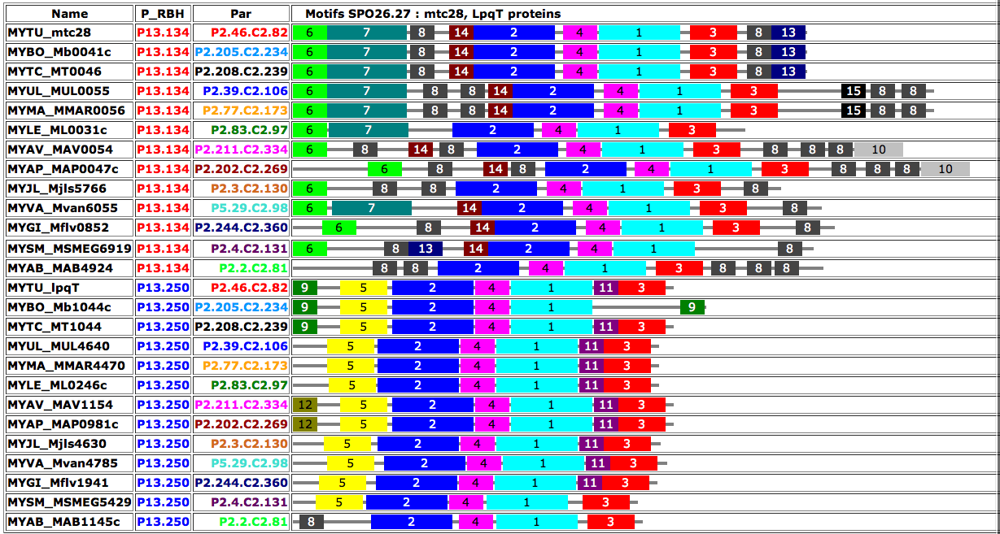 Name P_RBH Par Motifs SPO26.27 : mtc28, LpqT proteins
MYTU_mtc28 P13.134 P2.46.C2.82 6 7 8 14 2 4 1 3 8 13
MYBO_Mb0041c P13.134 P2.205.C2.234 6 7 8 14 2 4 1 3 8 13
MYTC_MT0046 P13.134 P2.208.C2.239 6 7 8 14 2 4 1 3 8 13
MYUL_MUL0055 P13.134 P2.39.C2.106 6 7 8 8 14 2 4 1 3 15 8 8
MYMA_MMAR0056 P13.134 P2.77.C2.173 6 7 8 8 14 2 4 1 3 15 8 8
MYLE_ML0031c P13.134 P2.83.C2.97 6 7 2 4 1 3
MYAV_MAV0054 P13.134 P2.211.C2.334 6 8 14 8 2 4 1 3 8 8 8 10
MYAP_MAP0047c P13.134 P2.202.C2.269 6 8 14 8 2 4 1 3 8 8 8 10
MYJL_Mjls5766 P13.134 P2.3.C2.130 6 8 8 2 4 1 3 8
MYVA_Mvan6055 P13.134 P5.29.C2.98 6 7 14 2 4 1 3 8
MYGI_Mflv0852 P13.134 P2.244.C2.360 6 8 14 2 4 1 3 8
MYSM_MSMEG6919 P13.134 P2.4.C2.131 6 8 13 14 2 4 1 8
MYAB_MAB4924 P13.134 P2.2.C2.81 8 8 2 4 1 3 8 8 8
MYTU_lpqT P13.250 P2.46.C2.82 9 5 2 4 1 11 3
MYBO_Mb1044c P13.250 P2.205.C2.234 9 5 2 4 1 9
MYTC_MT1044 P13.250 P2.208.C2.239 9 5 2 4 1 11 3
MYUL_MUL4640 P13.250 P2.39.C2.106 5 2 4 1 11 3
MYMA_MMAR4470 P13.250 P2.77.C2.173 5 2 4 1 11 3
MYLE_ML0246c P13.250 P2.83.C2.97 5 2 4 1 11 3
MYAV_MAV1154 P13.250 P2.211.C2.334 12 5 2 4 1 11 3
MYAP_MAP0981c P13.250 P2.202.C2.269 12 5 2 4 1 11 3
MYJL_Mjls4630 P13.250 P2.3.C2.130 5 2 4 1 11 3
MYVA_Mvan4785 P13.250 P5.29.C2.98 5 2 4 1 11 3
MYGI_Mflv1941 P13.250 P2.244.C2.360 5 2 4 1 11 3
MYSM_MSMEG5429 P13.250 P2.4.C2.131 5 2 4 1 3
MYAB_MAB1145c P13.250 P2.2.C2.81 8 2 4 1 3